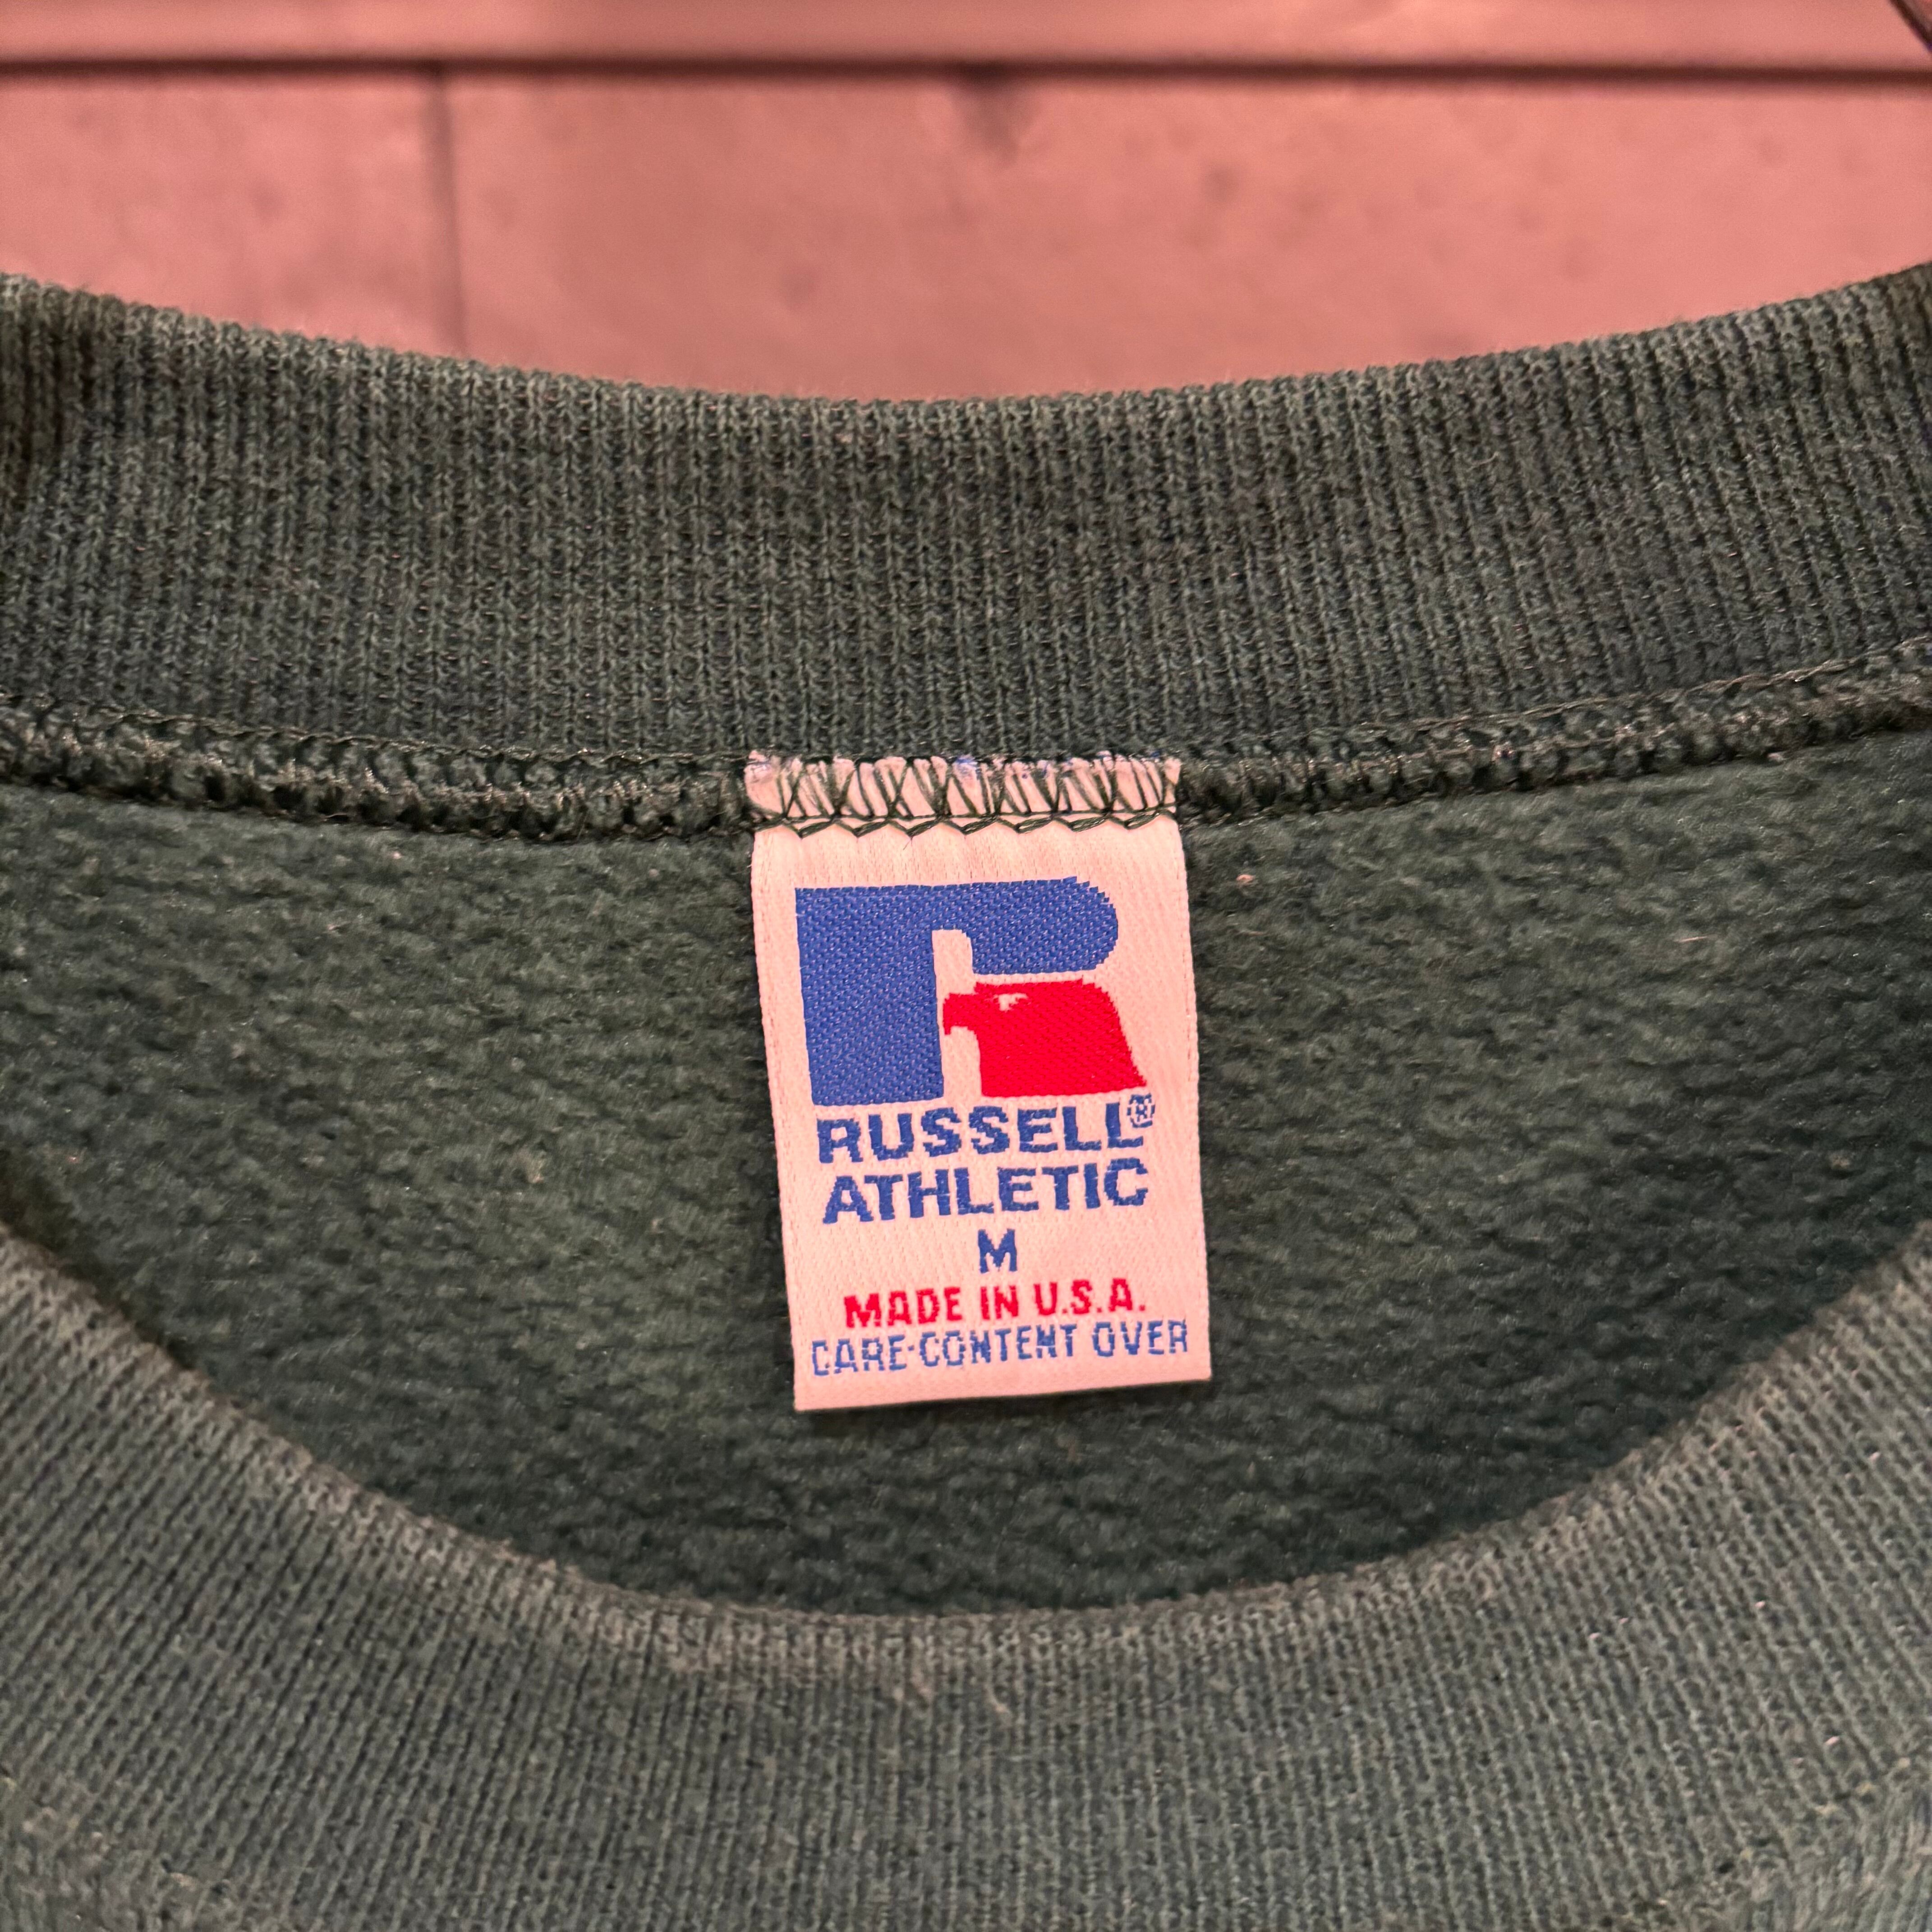 RUSSELL®
ATHLETIC
M
MADE IN U.S.A.
CARE·CONTENT OVER